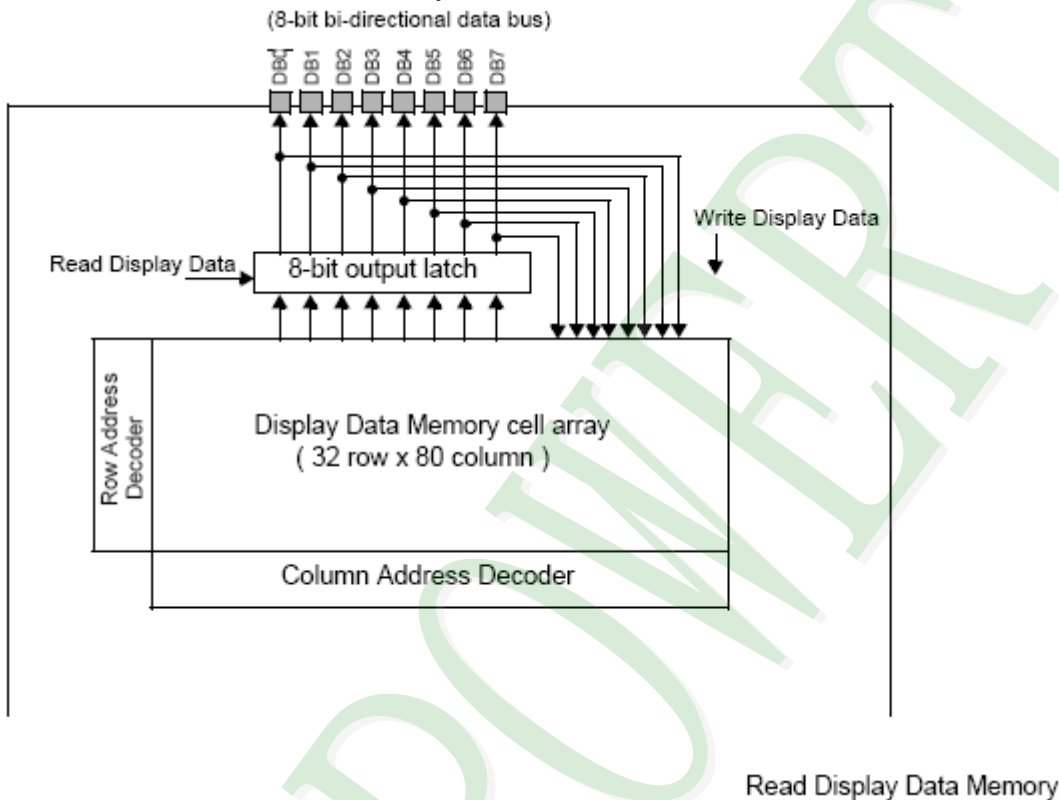 (8-bit bi-directional data bus)
DB0
DB1
DB2
DB3
DB4
DB5
DB6
DB7
Write Display Data
Read Display Data
8-bit output latch
Row Address
Decoder
Display Data Memory cell array
( 32 row x 80 column )
Column Address Decoder
Read Display Data Memory
POWERT